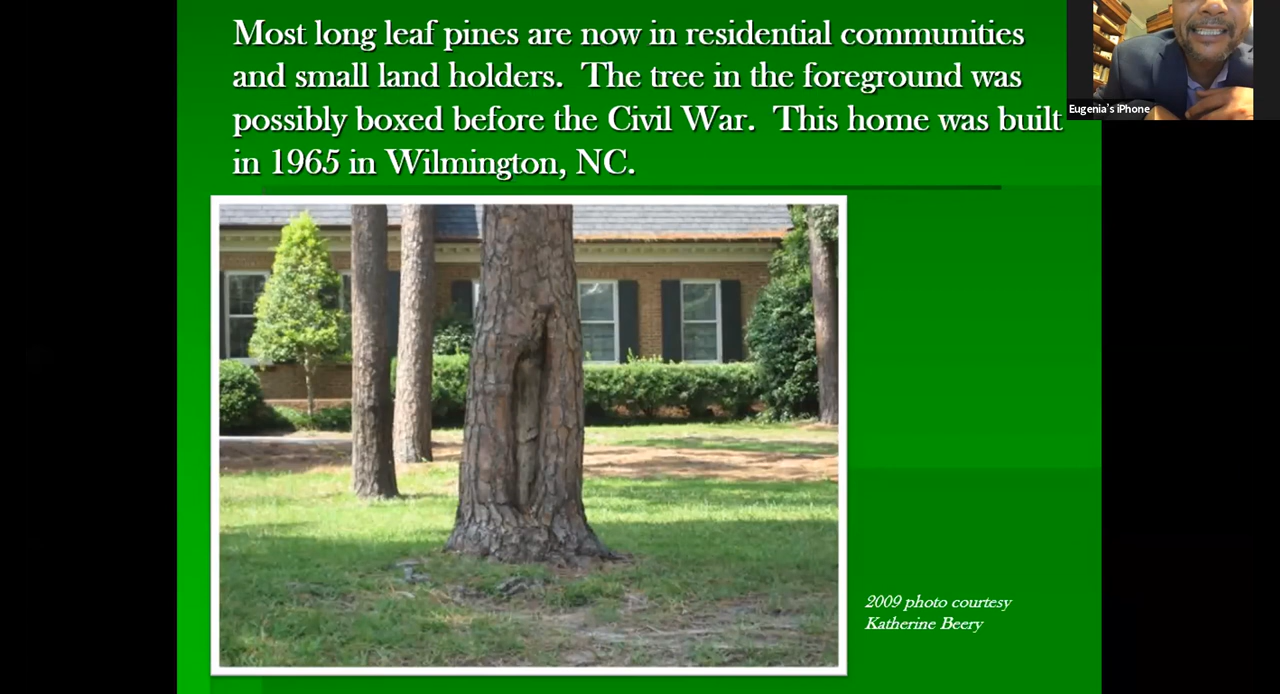 Most long leaf pines are now in residential communities
and small land holders.  The tree in the foreground was
possibly boxed before the Civil War.  This home was built
in 1965 in Wilmington, NC.
Eugenia's iPhone
2009 photo courtesy
Katherine Beery